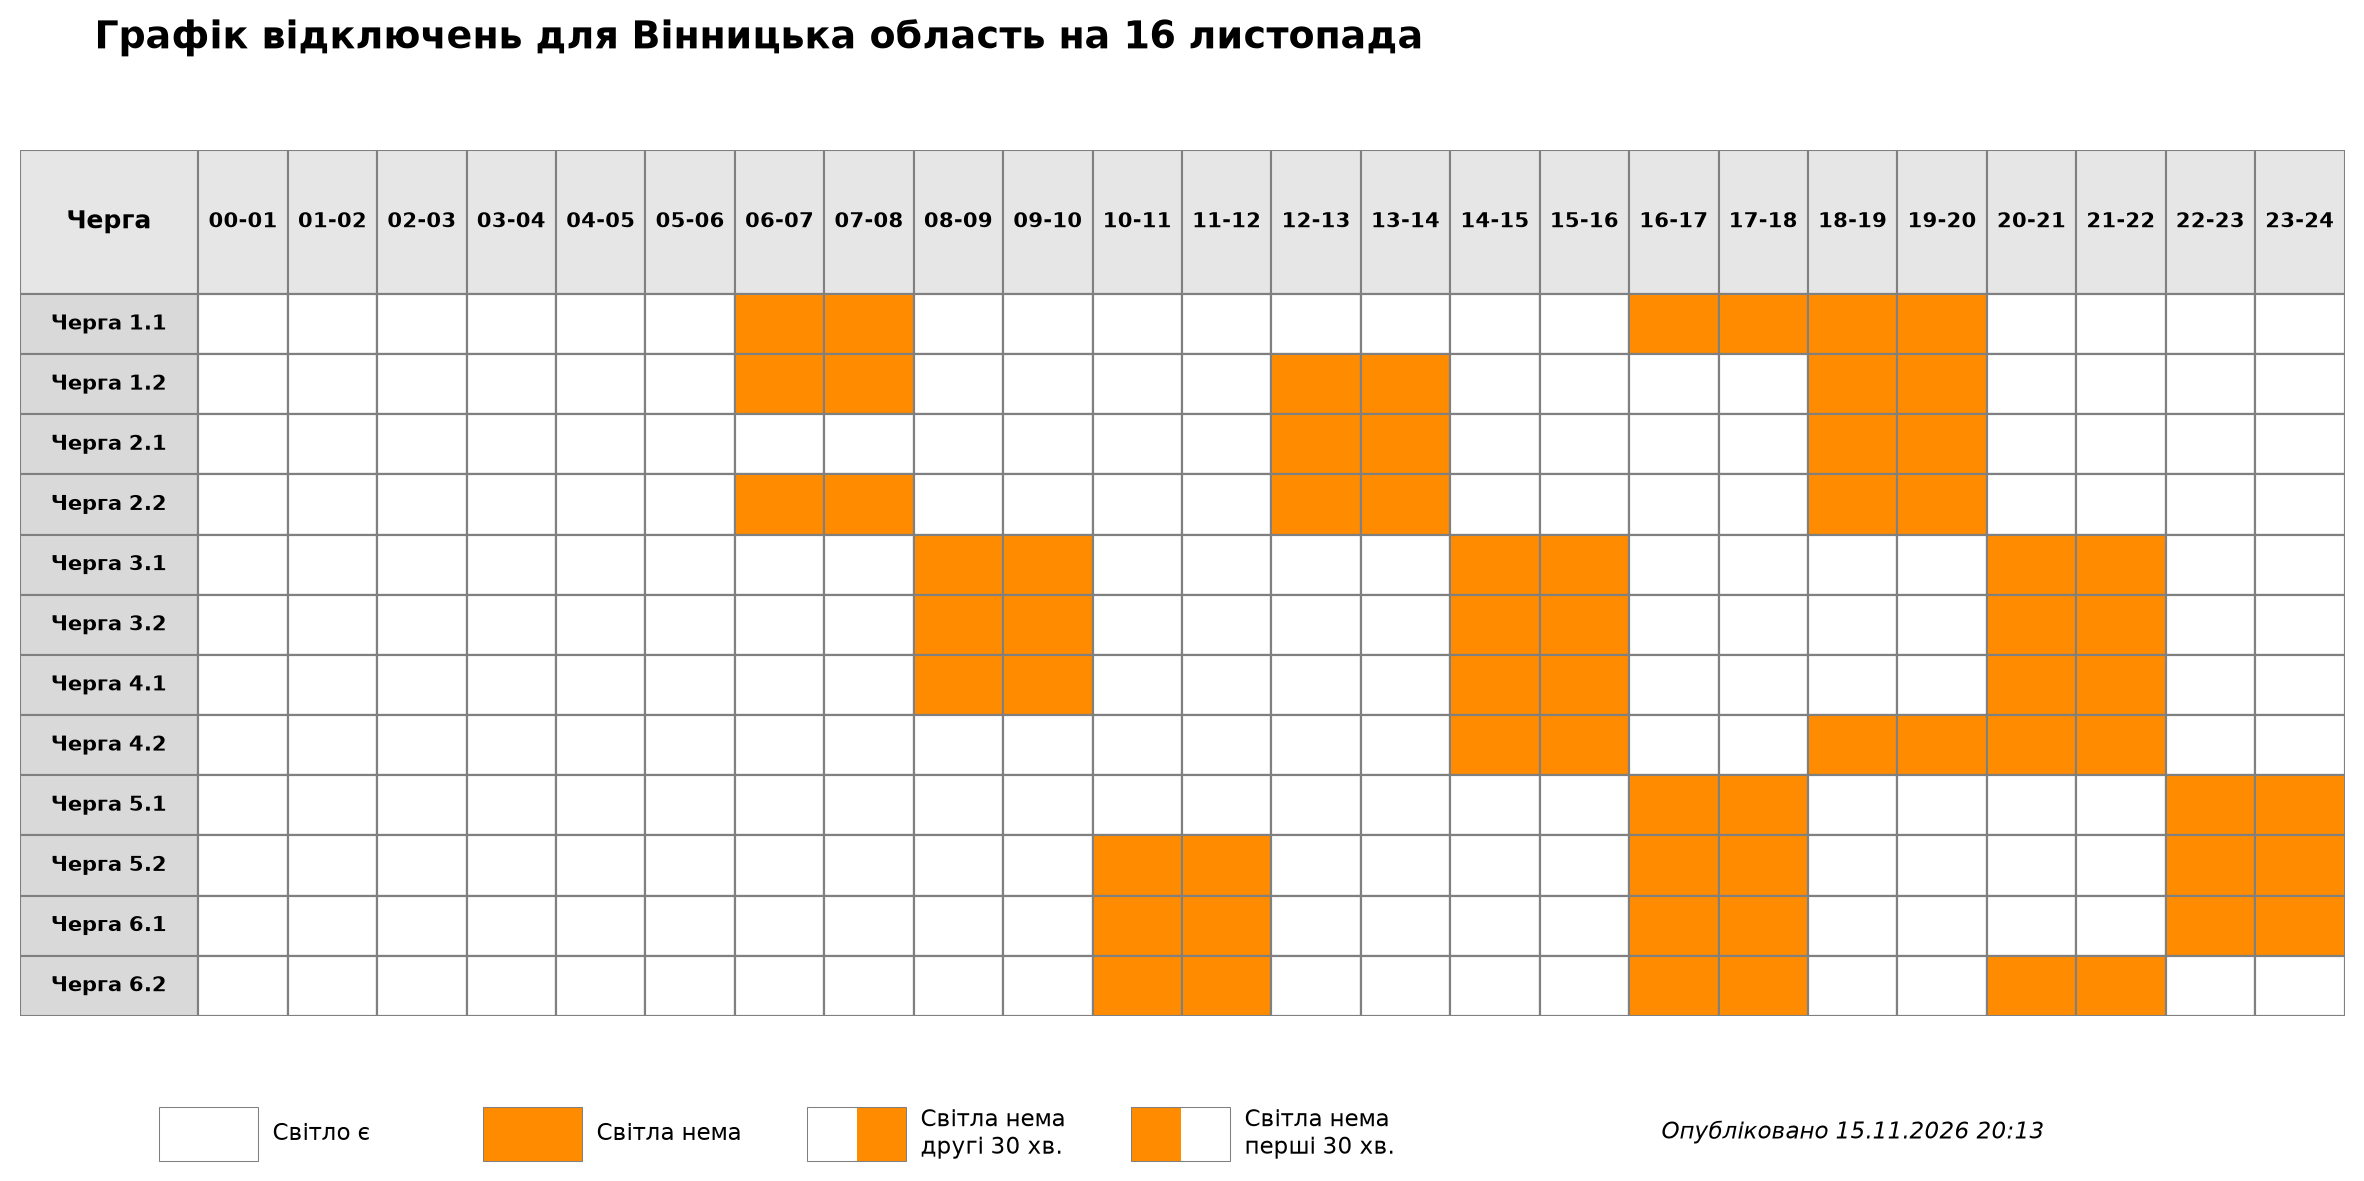 Графік відключень для Вінницька область на 16 листопада
Черга 00-01 01-02 02-03 03-04 04-05 05-06 06-07 07-08 08-09 09-10 10-11 11-12 12-13 13-14 14-15 15-16 16-17 17-18 18-19 19-20 20-21 21-22 22-23 23-24
Черга 1.1
Черга 1.2
Черга 2.1
Черга 2.2
Черга 3.1
Черга 3.2
Черга 4.1
Черга 4.2
Черга 5.1
Черга 5.2
Черга 6.1
Черга 6.2
Світло є
Світла нема
Світла нема
другі 30 хв.
Світла нема
перші 30 хв.
Опубліковано 15.11.2026 20:13